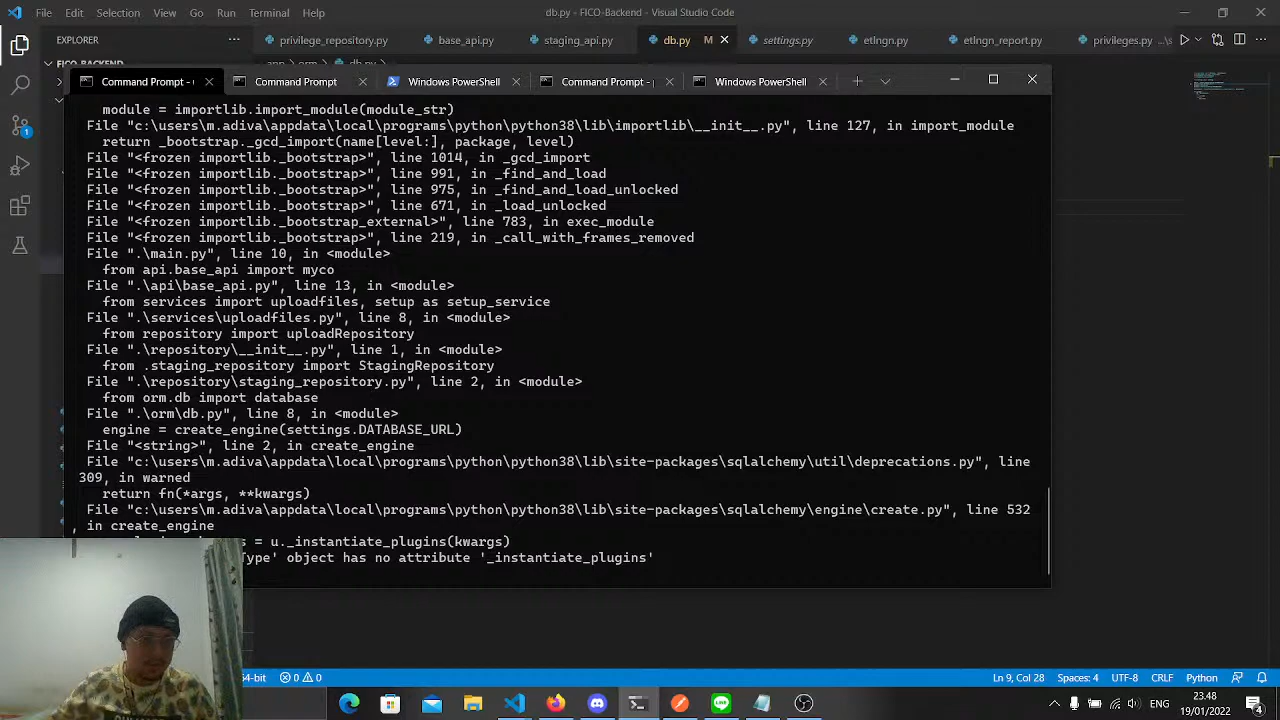 File Edit Selection View Go Run Terminal Help
db.py - FICO-Backend - Visual Studio Code
EXPLORER
privilege_repository.py
base_api.py
staging_api.py
db.py M
settings.py
etlngn.py
etlngn_report.py
privileges.py
Command Prompt -
Command Prompt
Windows PowerShell
Command Prompt -
Windows PowerShell
module = importlib.import_module(module_str)
File "c:\users\m.adiva\appdata\local\programs\python\python38\lib\importlib\__init__.py", line 127, in import_module
return _bootstrap._gcd_import(name[level:], package, level)
File "<frozen importlib._bootstrap>", line 1014, in _gcd_import
File "<frozen importlib._bootstrap>", line 991, in _find_and_load
File "<frozen importlib._bootstrap>", line 975, in _find_and_load_unlocked
File "<frozen importlib._bootstrap>", line 671, in _load_unlocked
File "<frozen importlib._bootstrap_external>", line 783, in exec_module
File "<frozen importlib._bootstrap>", line 219, in _call_with_frames_removed
File ".\main.py", line 10, in <module>
from api.base_api import myco
File ".\api\base_api.py", line 13, in <module>
from services import uploadfiles, setup as setup_service
File ".\services\uploadfiles.py", line 8, in <module>
from repository import uploadRepository
File ".\repository\__init__.py", line 1, in <module>
from .staging_repository import StagingRepository
File ".\repository\staging_repository.py", line 2, in <module>
from orm.db import database
File ".\orm\db.py", line 8, in <module>
engine = create_engine(settings.DATABASE_URL)
File "<string>", line 2, in create_engine
File "c:\users\m.adiva\appdata\local\programs\python\python38\lib\site-packages\sqlalchemy\util\deprecations.py", line
309, in warned
return fn(*args, **kwargs)
File "c:\users\m.adiva\appdata\local\programs\python\python38\lib\site-packages\sqlalchemy\engine\create.py", line 532
, in create_engine
= u._instantiate_plugins(kwargs)
object has no attribute '_instantiate_plugins'
64-bit
0
0
Ln 9, Col 28
Spaces: 4
UTF-8
CRLF
Python
ENG
23.48
19/01/2022